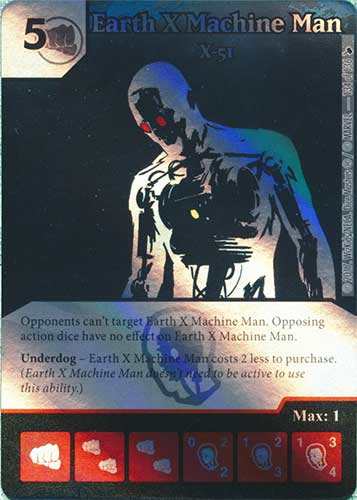 5
Earth X Machine Man
X-51
Opponents can't target Earth X Machine Man. Opposing
action dice have no effect on Earth X Machine Man.
Underdog – Earth X Machine Man costs 2 less to purchase.
(Earth X Machine Man doesn't need to be active to use
this ability.)
Max: 1
0 2 1 2 1 3
2 3 4